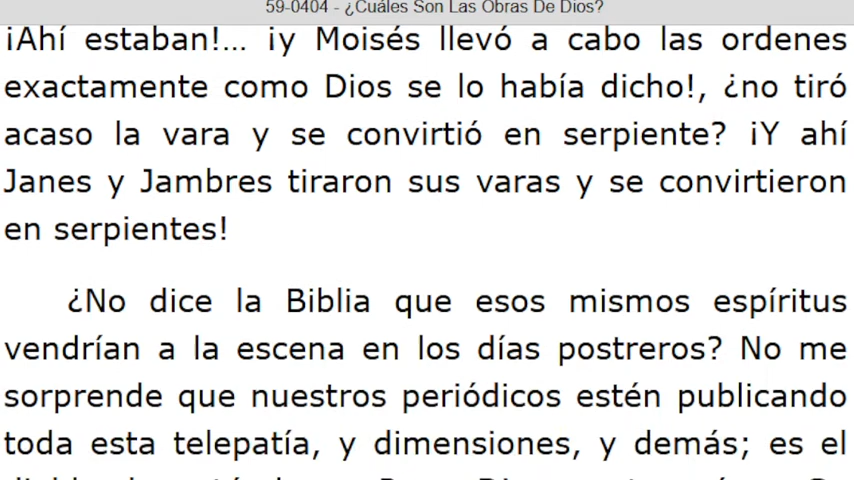 59-0404 - ¿Cuáles Son Las Obras De Dios?
¡Ahí estaban!... ¡y Moisés llevó a cabo las ordenes
exactamente como Dios se lo había dicho!, ¿no tiró
acaso la vara y se convirtió en serpiente? ¡Y ahí
Janes y Jambres tiraron sus varas y se convirtieron
en serpientes!
¿No dice la Biblia que esos mismos espíritus
vendrían a la escena en los días postreros? No me
sorprende que nuestros periódicos estén publicando
toda esta telepatía, y dimensiones, y demás; es el